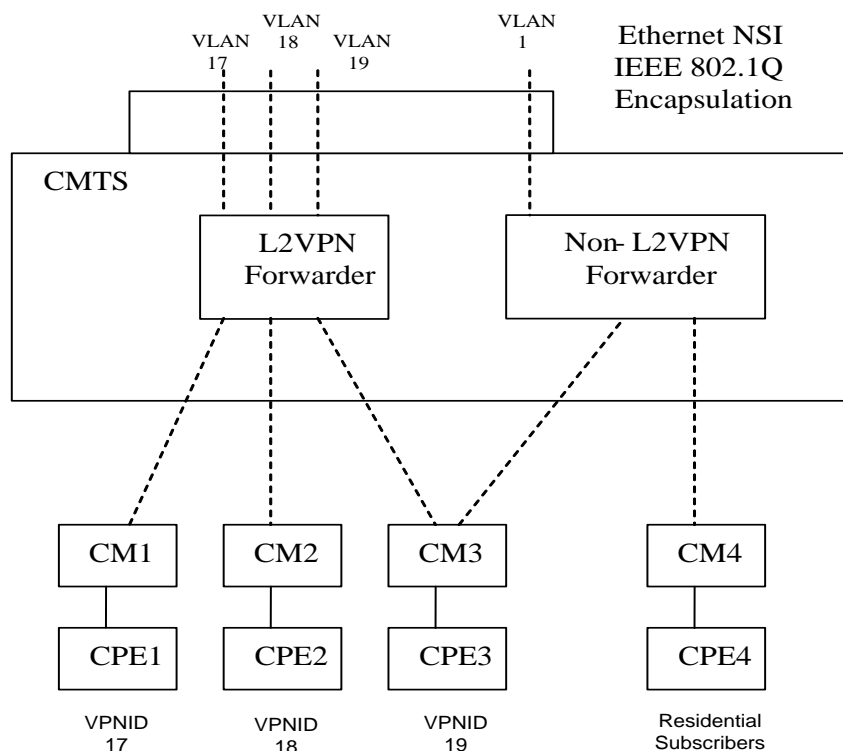 VLAN
17
VLAN
18
VLAN
19
VLAN
1
Ethernet NSI
IEEE 802.1Q
Encapsulation
CMTS
L2VPN
Forwarder
Non- L2VPN
Forwarder
CM1
CM2
CM3
CM4
CPE1
CPE2
CPE3
CPE4
VPNID
17
VPNID
18
VPNID
19
Residential
Subscribers